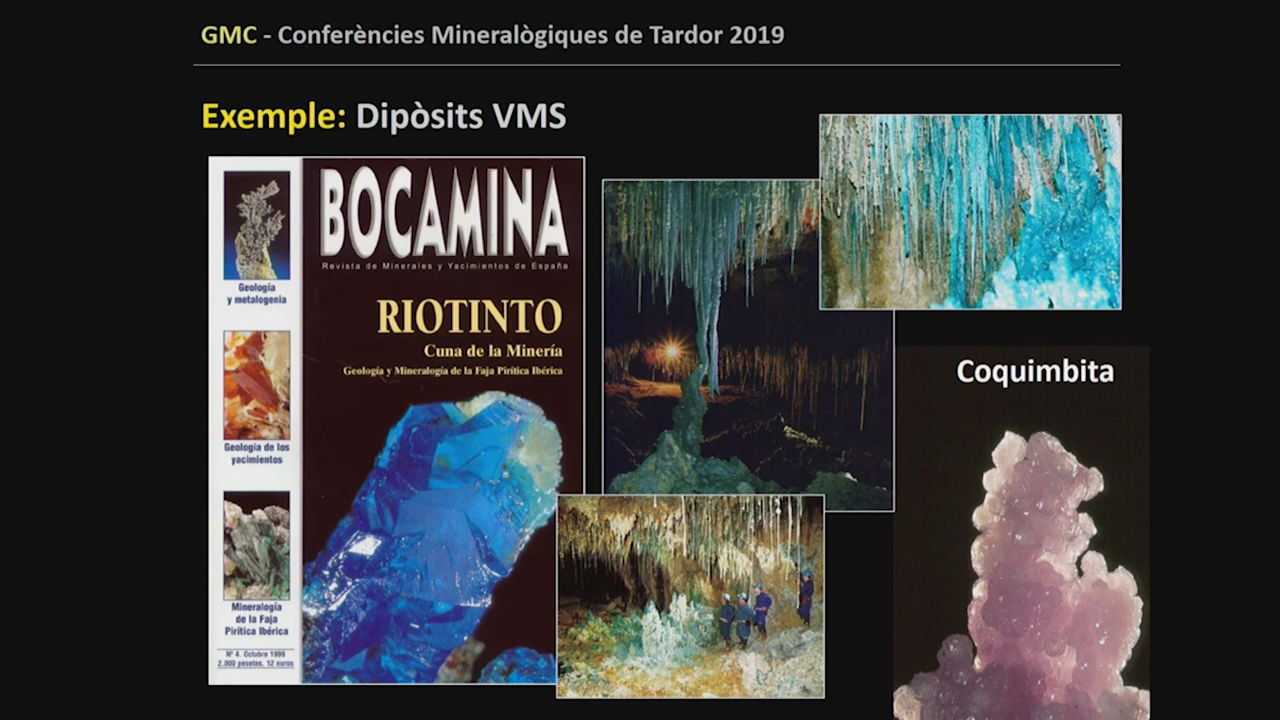 GMC - Conferències Mineralògiques de Tardor 2019
Exemple: Dipòsits VMS
Geología
y metalogenia
Geología de los
yacimientos
Mineralogía
de la Faja
Pirítica Ibérica
Nº 4. Octubre 1999
2.000 pesetas. 12 euros
BOCAMINA
Revista de Minerales y Yacimientos de España
RIOTINTO
Cuna de la Minería
Geología y Mineralogía de la Faja Pirítica Ibérica
Coquimbita